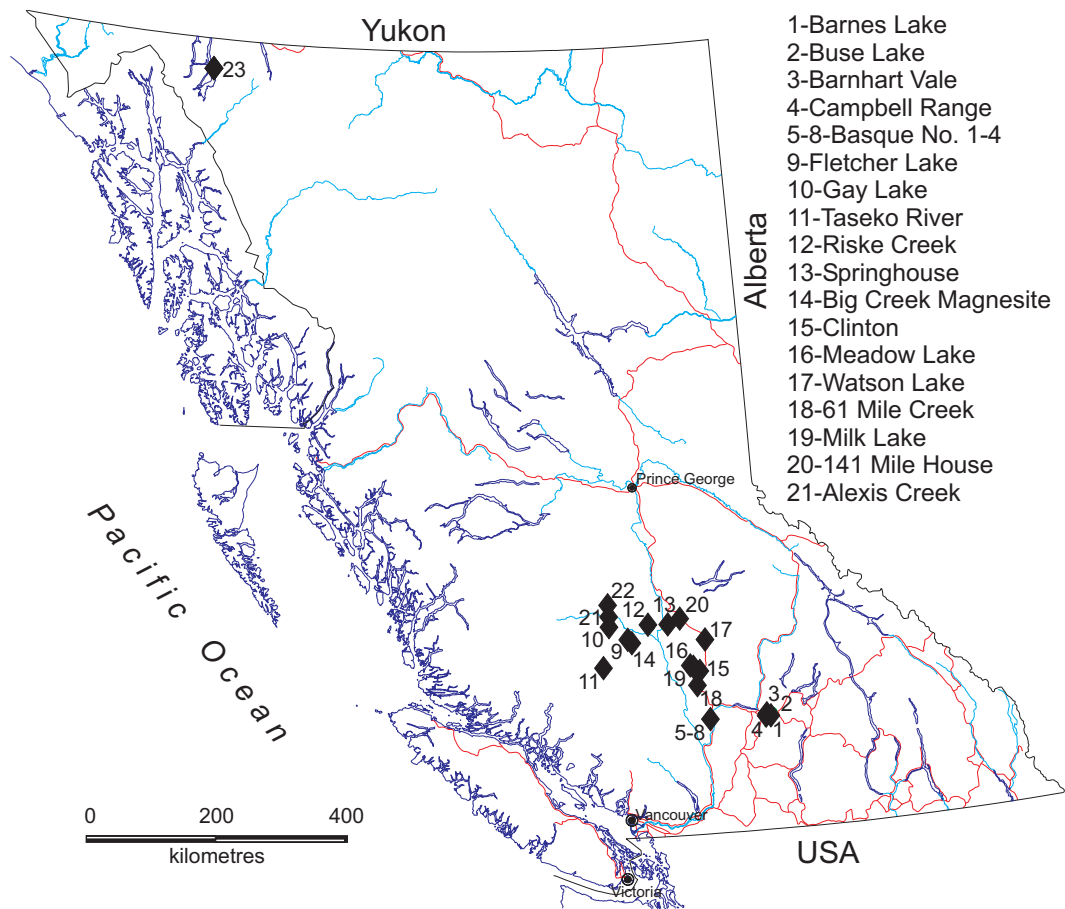 Yukon
23
1-Barnes Lake
2-Buse Lake
3-Barnhart Vale
4-Campbell Range
5-8-Basque No. 1-4
9-Fletcher Lake
10-Gay Lake
11-Taseko River
12-Riske Creek
13-Springhouse
14-Big Creek Magnesite
15-Clinton
16-Meadow Lake
17-Watson Lake
18-61 Mile Creek
19-Milk Lake
20-141 Mile House
21-Alexis Creek
Alberta
Prince George
Pacific Ocean
22
12
13
20
21
10
9
14
17
16
15
11
19
18
3
2
5-8
4
1
0
200
400
kilometres
Vancouver
USA
Victoria